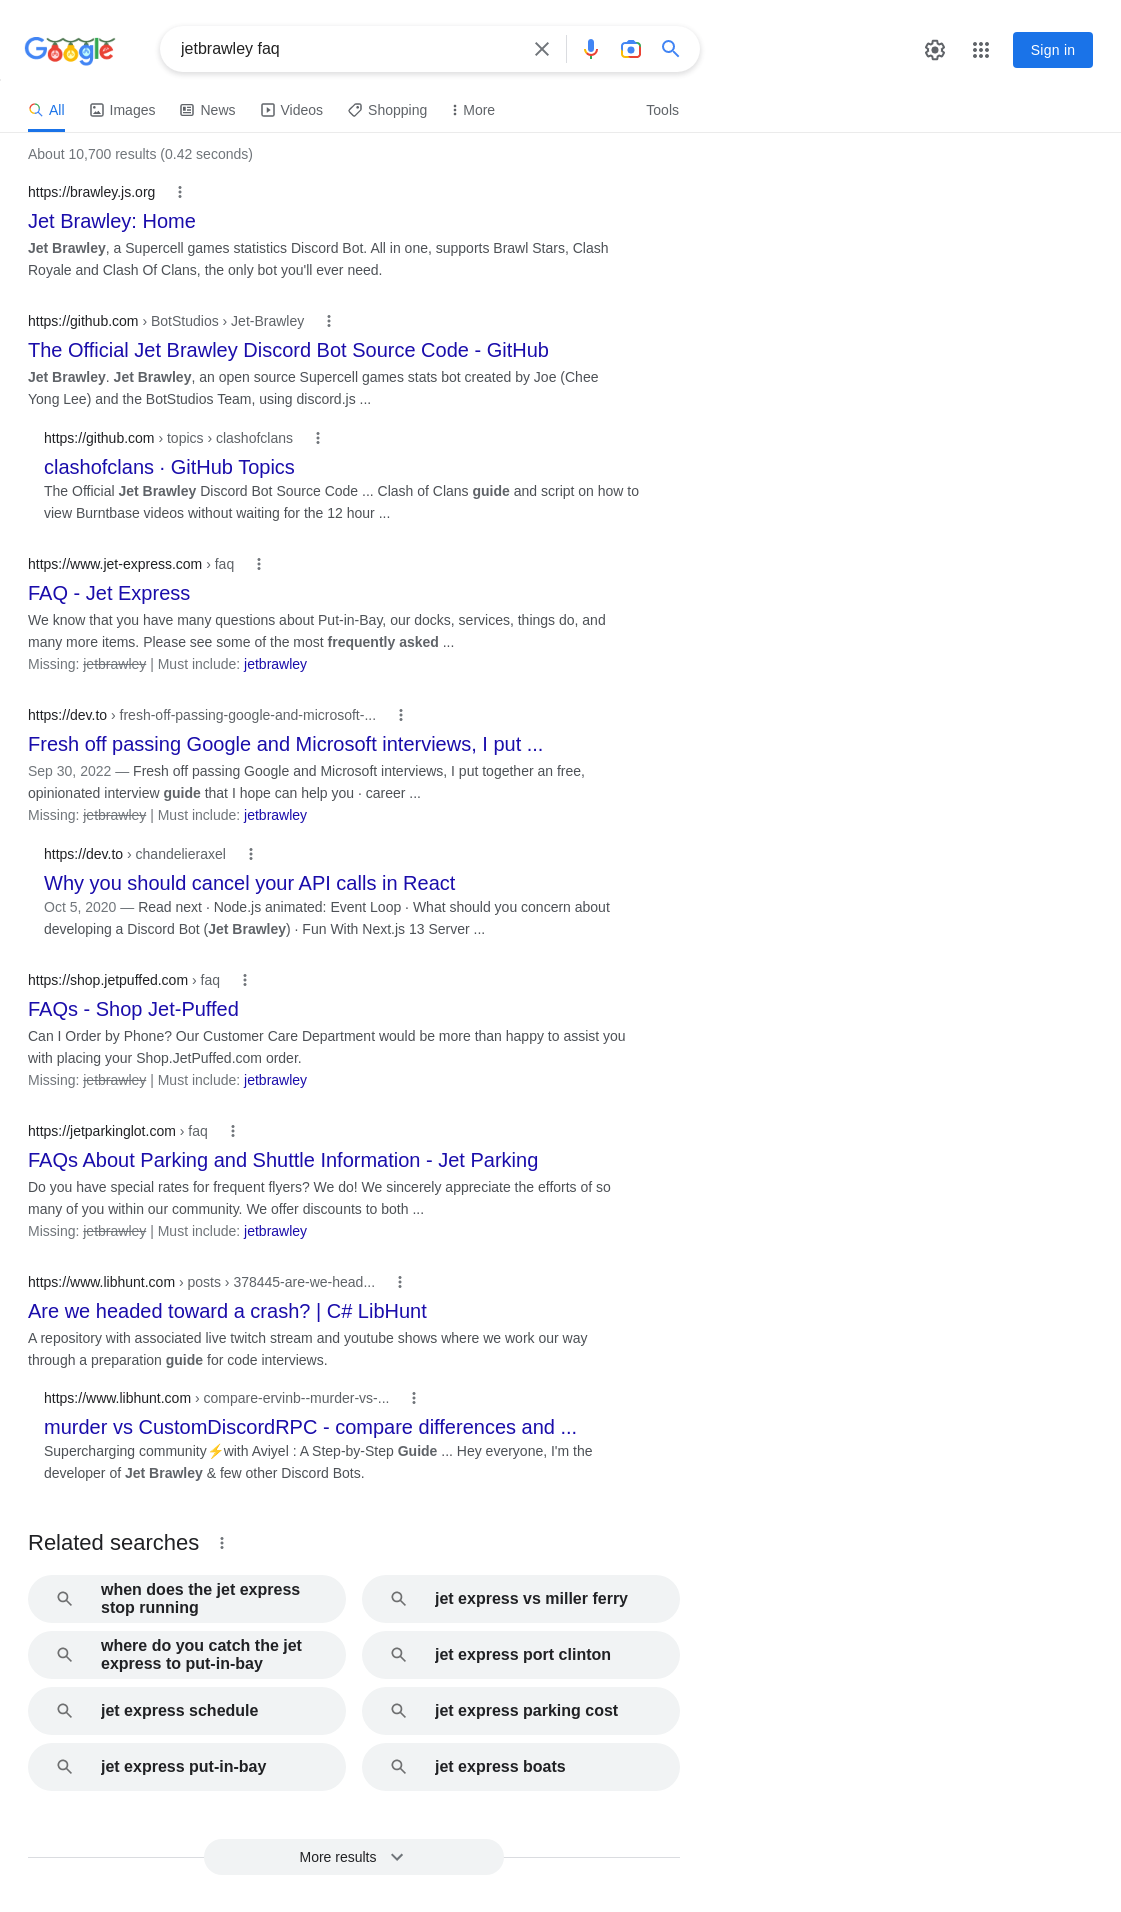 Google
jetbrawley faq
Sign in
All
Images
News
Videos
Shopping
More
Tools
About 10,700 results (0.42 seconds)
https://brawley.js.org
Jet Brawley: Home
Jet Brawley, a Supercell games statistics Discord Bot. All in one, supports Brawl Stars, Clash
Royale and Clash Of Clans, the only bot you'll ever need.
https://github.com › BotStudios › Jet-Brawley
The Official Jet Brawley Discord Bot Source Code - GitHub
Jet Brawley. Jet Brawley, an open source Supercell games stats bot created by Joe (Chee
Yong Lee) and the BotStudios Team, using discord.js ...
https://github.com › topics › clashofclans
clashofclans · GitHub Topics
The Official Jet Brawley Discord Bot Source Code ... Clash of Clans guide and script on how to
view Burntbase videos without waiting for the 12 hour ...
https://www.jet-express.com › faq
FAQ - Jet Express
We know that you have many questions about Put-in-Bay, our docks, services, things do, and
many more items. Please see some of the most frequently asked ...
Missing: jetbrawley | Must include: jetbrawley
https://dev.to › fresh-off-passing-google-and-microsoft-...
Fresh off passing Google and Microsoft interviews, I put ...
Sep 30, 2022 — Fresh off passing Google and Microsoft interviews, I put together an free,
opinionated interview guide that I hope can help you · career ...
Missing: jetbrawley | Must include: jetbrawley
https://dev.to › chandelieraxel
Why you should cancel your API calls in React
Oct 5, 2020 — Read next · Node.js animated: Event Loop · What should you concern about
developing a Discord Bot (Jet Brawley) · Fun With Next.js 13 Server ...
https://shop.jetpuffed.com › faq
FAQs - Shop Jet-Puffed
Can I Order by Phone? Our Customer Care Department would be more than happy to assist you
with placing your Shop.JetPuffed.com order.
Missing: jetbrawley | Must include: jetbrawley
https://jetparkinglot.com › faq
FAQs About Parking and Shuttle Information - Jet Parking
Do you have special rates for frequent flyers? We do! We sincerely appreciate the efforts of so
many of you within our community. We offer discounts to both ...
Missing: jetbrawley | Must include: jetbrawley
https://www.libhunt.com › posts › 378445-are-we-head...
Are we headed toward a crash? | C# LibHunt
A repository with associated live twitch stream and youtube shows where we work our way
through a preparation guide for code interviews.
https://www.libhunt.com › compare-ervinb--murder-vs-...
murder vs CustomDiscordRPC - compare differences and ...
Supercharging community⚡with Aviyel : A Step-by-Step Guide ... Hey everyone, I'm the
developer of Jet Brawley & few other Discord Bots.
Related searches
when does the jet express
stop running
jet express vs miller ferry
where do you catch the jet
express to put-in-bay
jet express port clinton
jet express schedule
jet express parking cost
jet express put-in-bay
jet express boats
More results